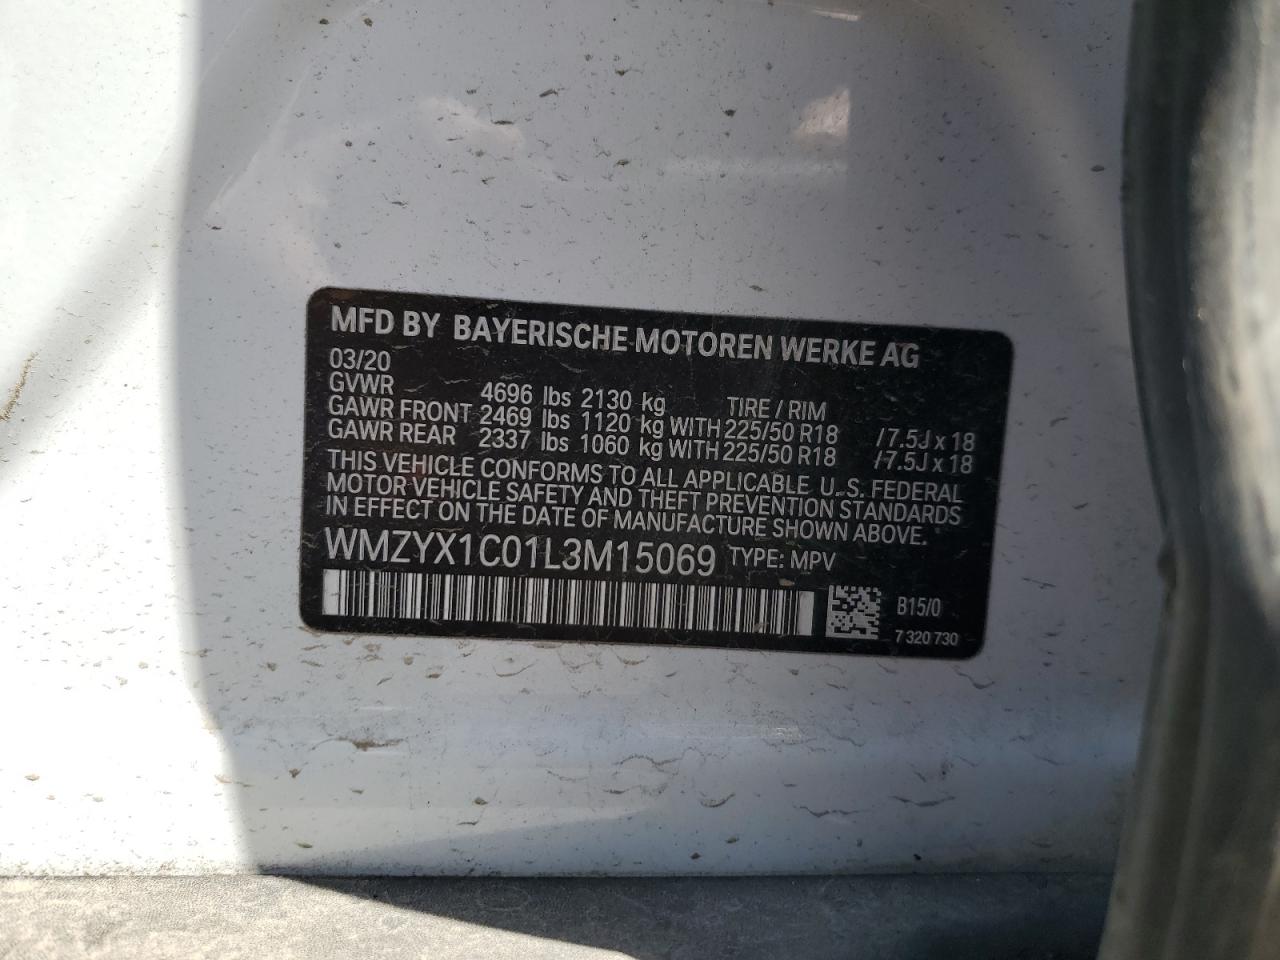 MFD BY BAYERISCHE MOTOREN WERKE AG
03/20
GVWR 4696 lbs 2130 kg TIRE / RIM
GAWR FRONT 2469 lbs 1120 kg WITH 225/50 R18 /7.5J x 18
GAWR REAR 2337 lbs 1060 kg WITH 225/50 R18 /7.5J x 18
THIS VEHICLE CONFORMS TO ALL APPLICABLE U.S. FEDERAL
MOTOR VEHICLE SAFETY AND THEFT PREVENTION STANDARDS
IN EFFECT ON THE DATE OF MANUFACTURE SHOWN ABOVE.
WMZYX1C01L3M15069 TYPE: MPV
B15/0
7 320 730